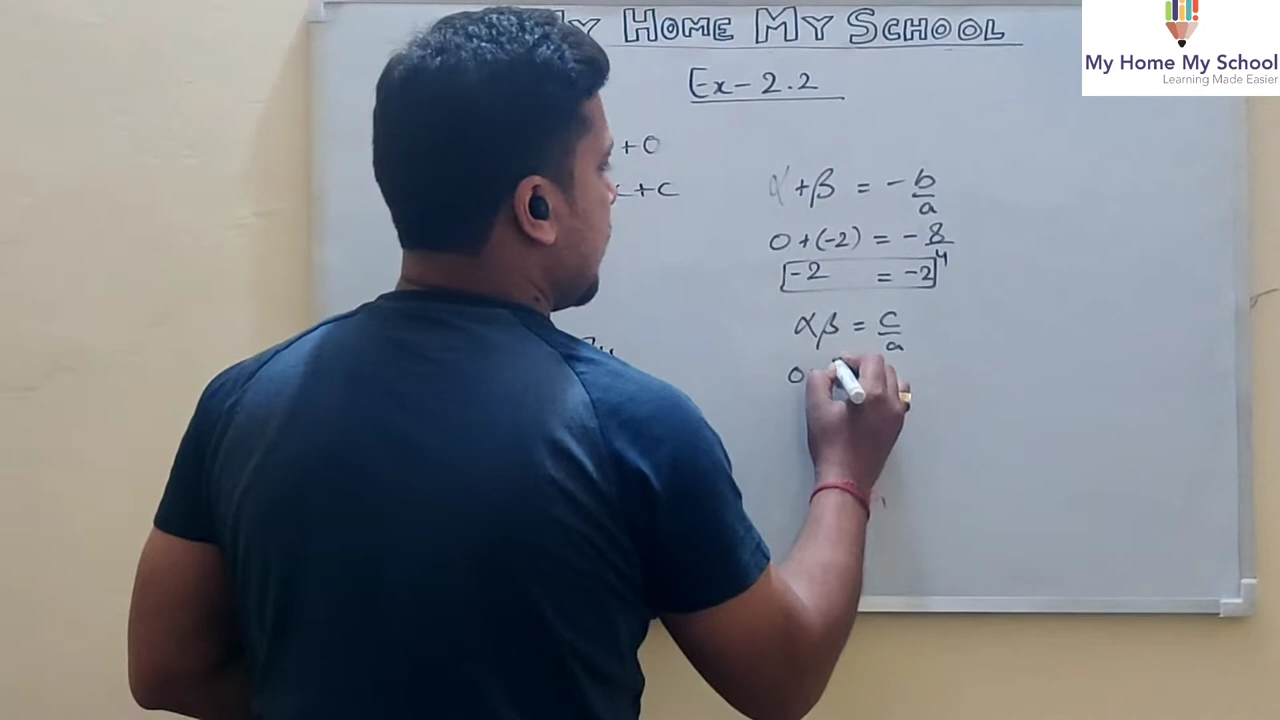 My Home My School
My Home My School
Learning Made Easier
Ex-2.2
+0
x+c
α+β = -b/a
0+(-2) = -8/4
-2 = -2
αβ = c/a
0